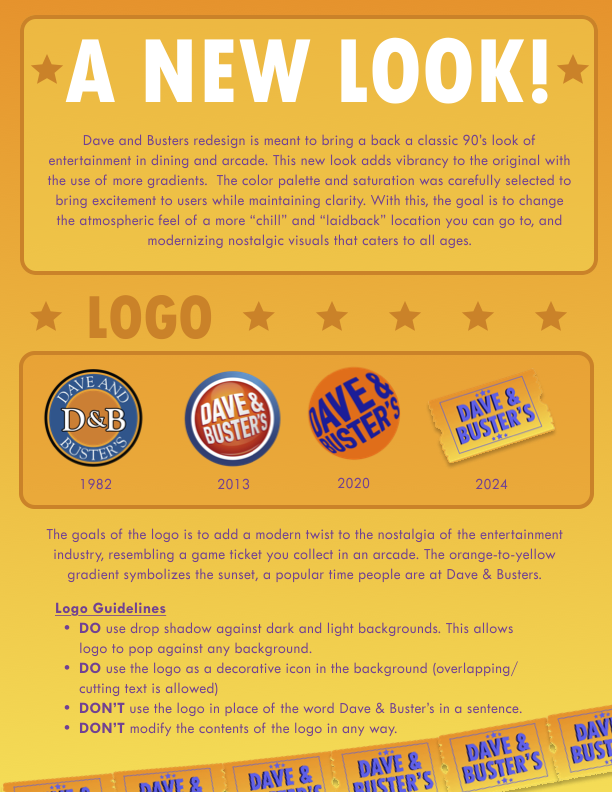 A NEW LOOK!
Dave and Busters redesign is meant to bring a back a classic 90's look of
entertainment in dining and arcade. This new look adds vibrancy to the original with
the use of more gradients. The color palette and saturation was carefully selected to
bring excitement to users while maintaining clarity. With this, the goal is to change
the atmospheric feel of a more “chill” and “laidback” location you can go to, and
modernizing nostalgic visuals that caters to all ages.
LOGO
DAVE AND
D&B
BUSTER'S
DAVE &
BUSTER'S
DAVE &
BUSTER'S
DAVE &
BUSTER'S
1982
2013
2020
2024
The goals of the logo is to add a modern twist to the nostalgia of the entertainment
industry, resembling a game ticket you collect in an arcade. The orange-to-yellow
gradient symbolizes the sunset, a popular time people are at Dave & Busters.
Logo Guidelines
• DO use drop shadow against dark and light backgrounds. This allows
logo to pop against any background.
• DO use the logo as a decorative icon in the background (overlapping/
cutting text is allowed)
• DON'T use the logo in place of the word Dave & Buster's in a sentence.
• DON'T modify the contents of the logo in any way.
DAVE &
DAVE &
DAVE &
BUSTER'S
DAVE &
BUSTER'S
DAVE &
BUSTER'S
DAVE
BUSTER'S